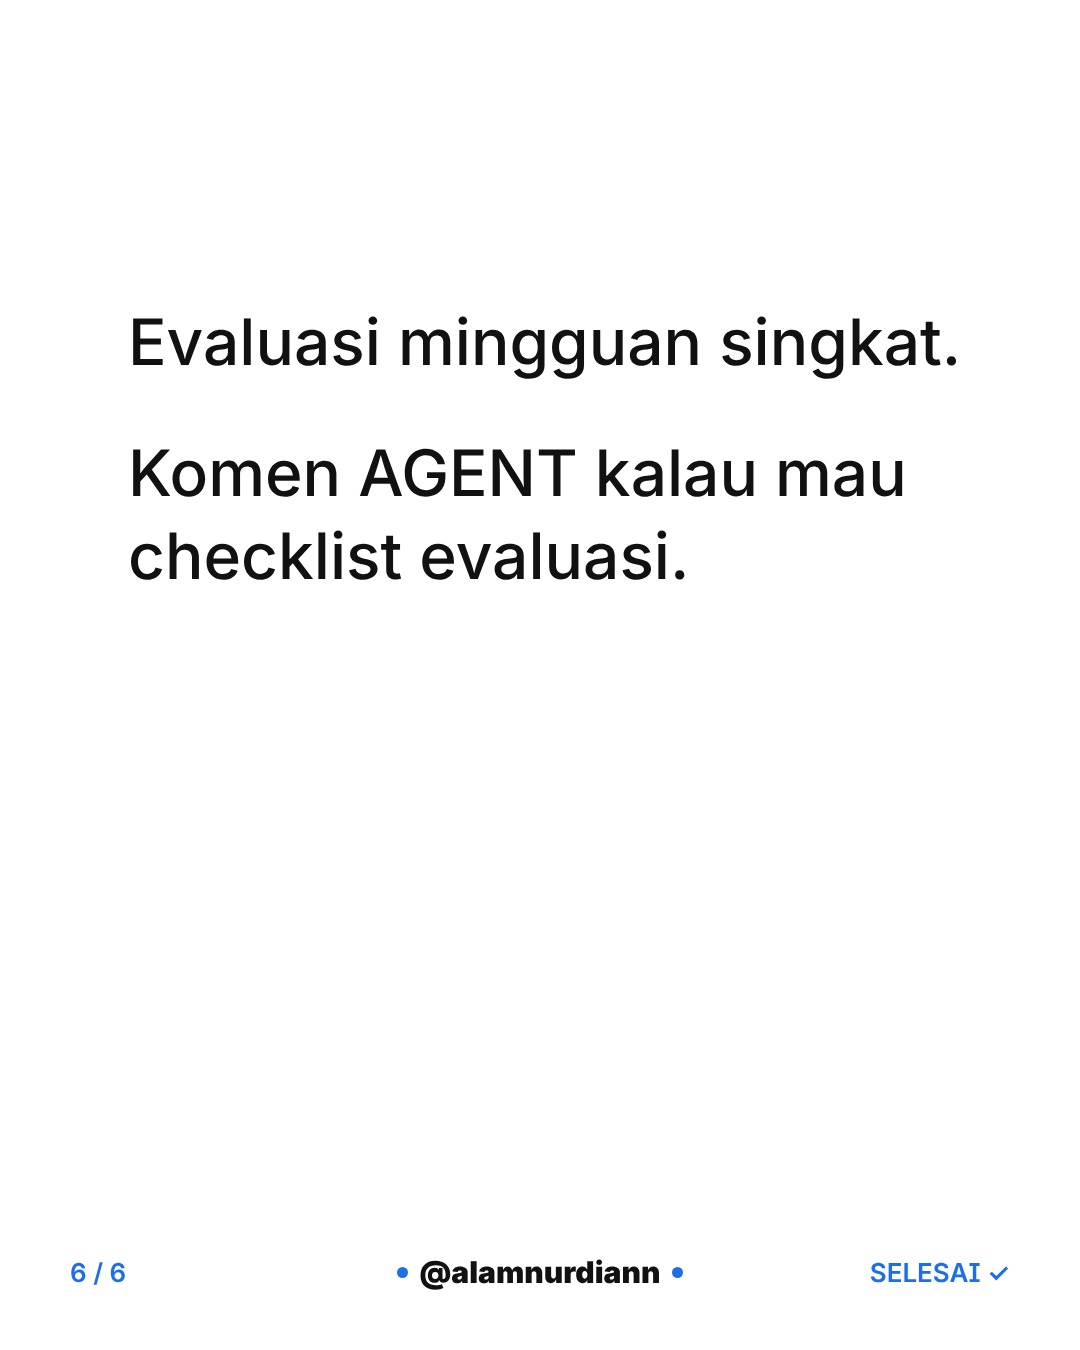 Evaluasi mingguan singkat.
Komen AGENT kalau mau
checklist evaluasi.
6 / 6
• @alamnurdiann •
SELESAI ✓